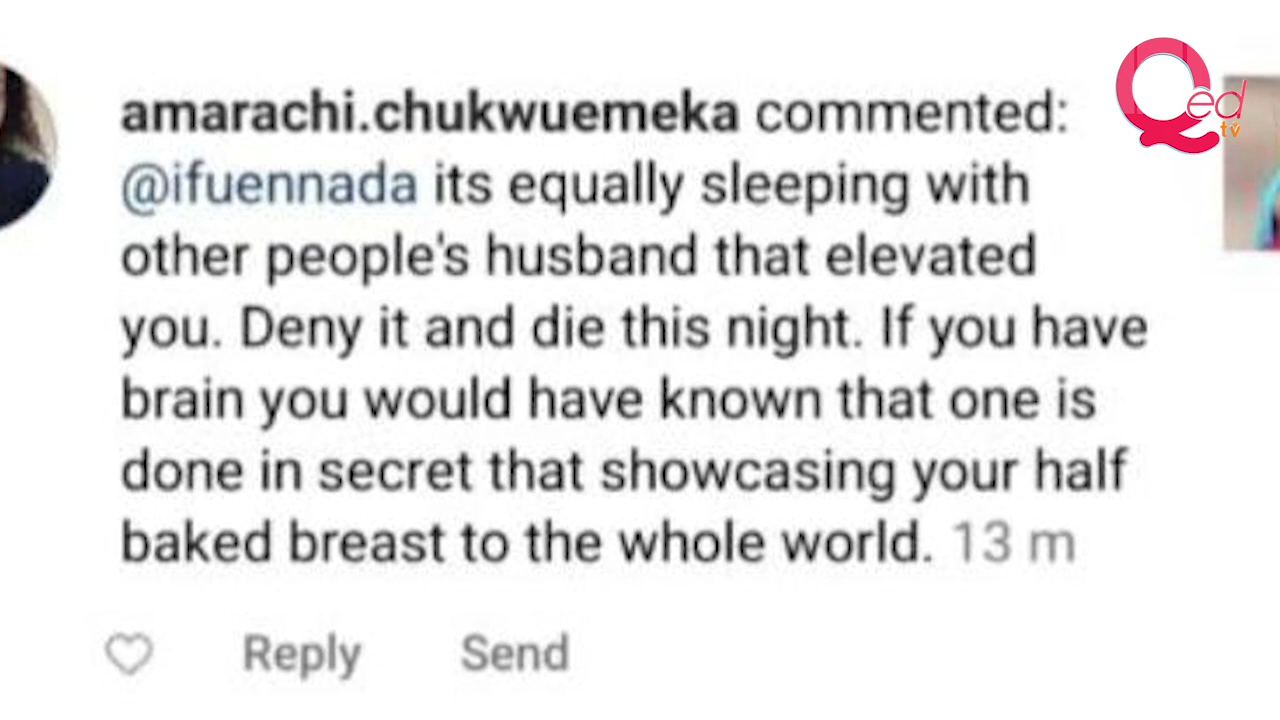 amarachi.chukwuemeka commented:
@ifuennada its equally sleeping with
other people's husband that elevated
you. Deny it and die this night. If you have
brain you would have known that one is
done in secret that showcasing your half
baked breast to the whole world. 13 m
Reply Send
Qed
tv